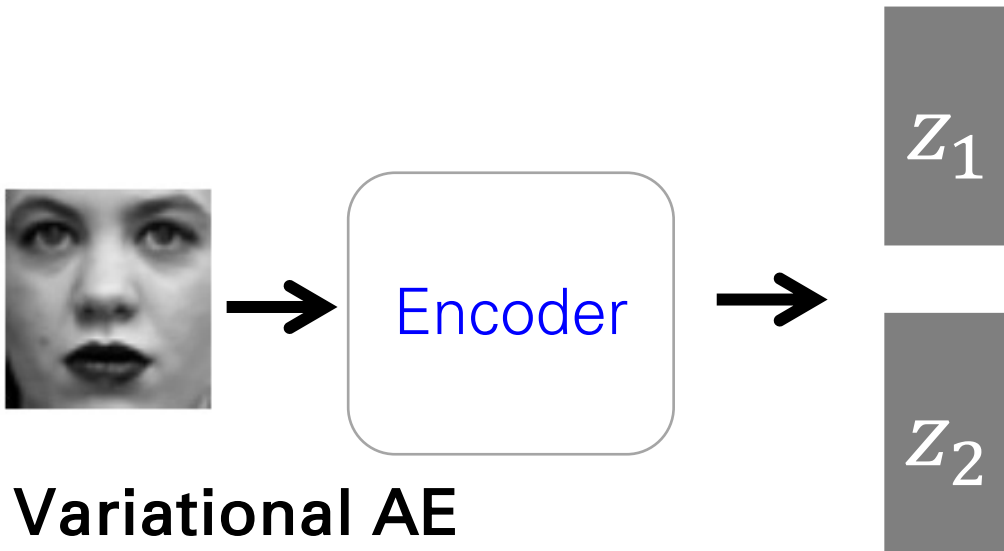 z₁
Encoder
z₂
Variational AE